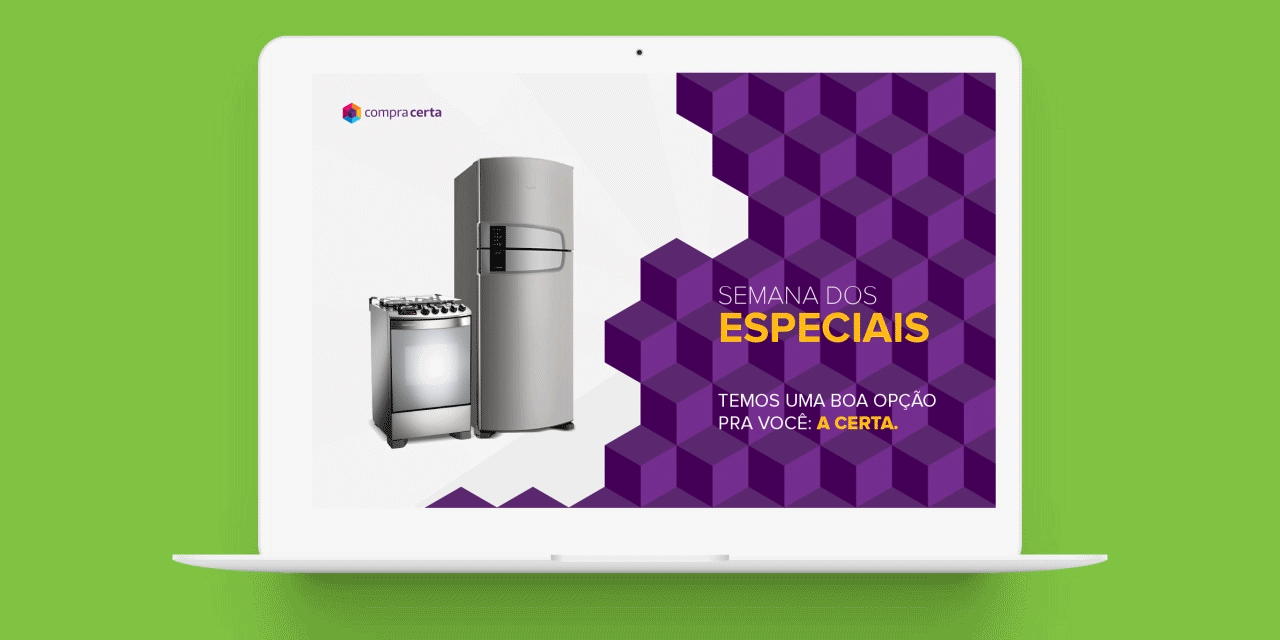 compra certa
SEMANA DOS
ESPECIAIS
TEMOS UMA BOA OPÇÃO
PRA VOCÊ: A CERTA.